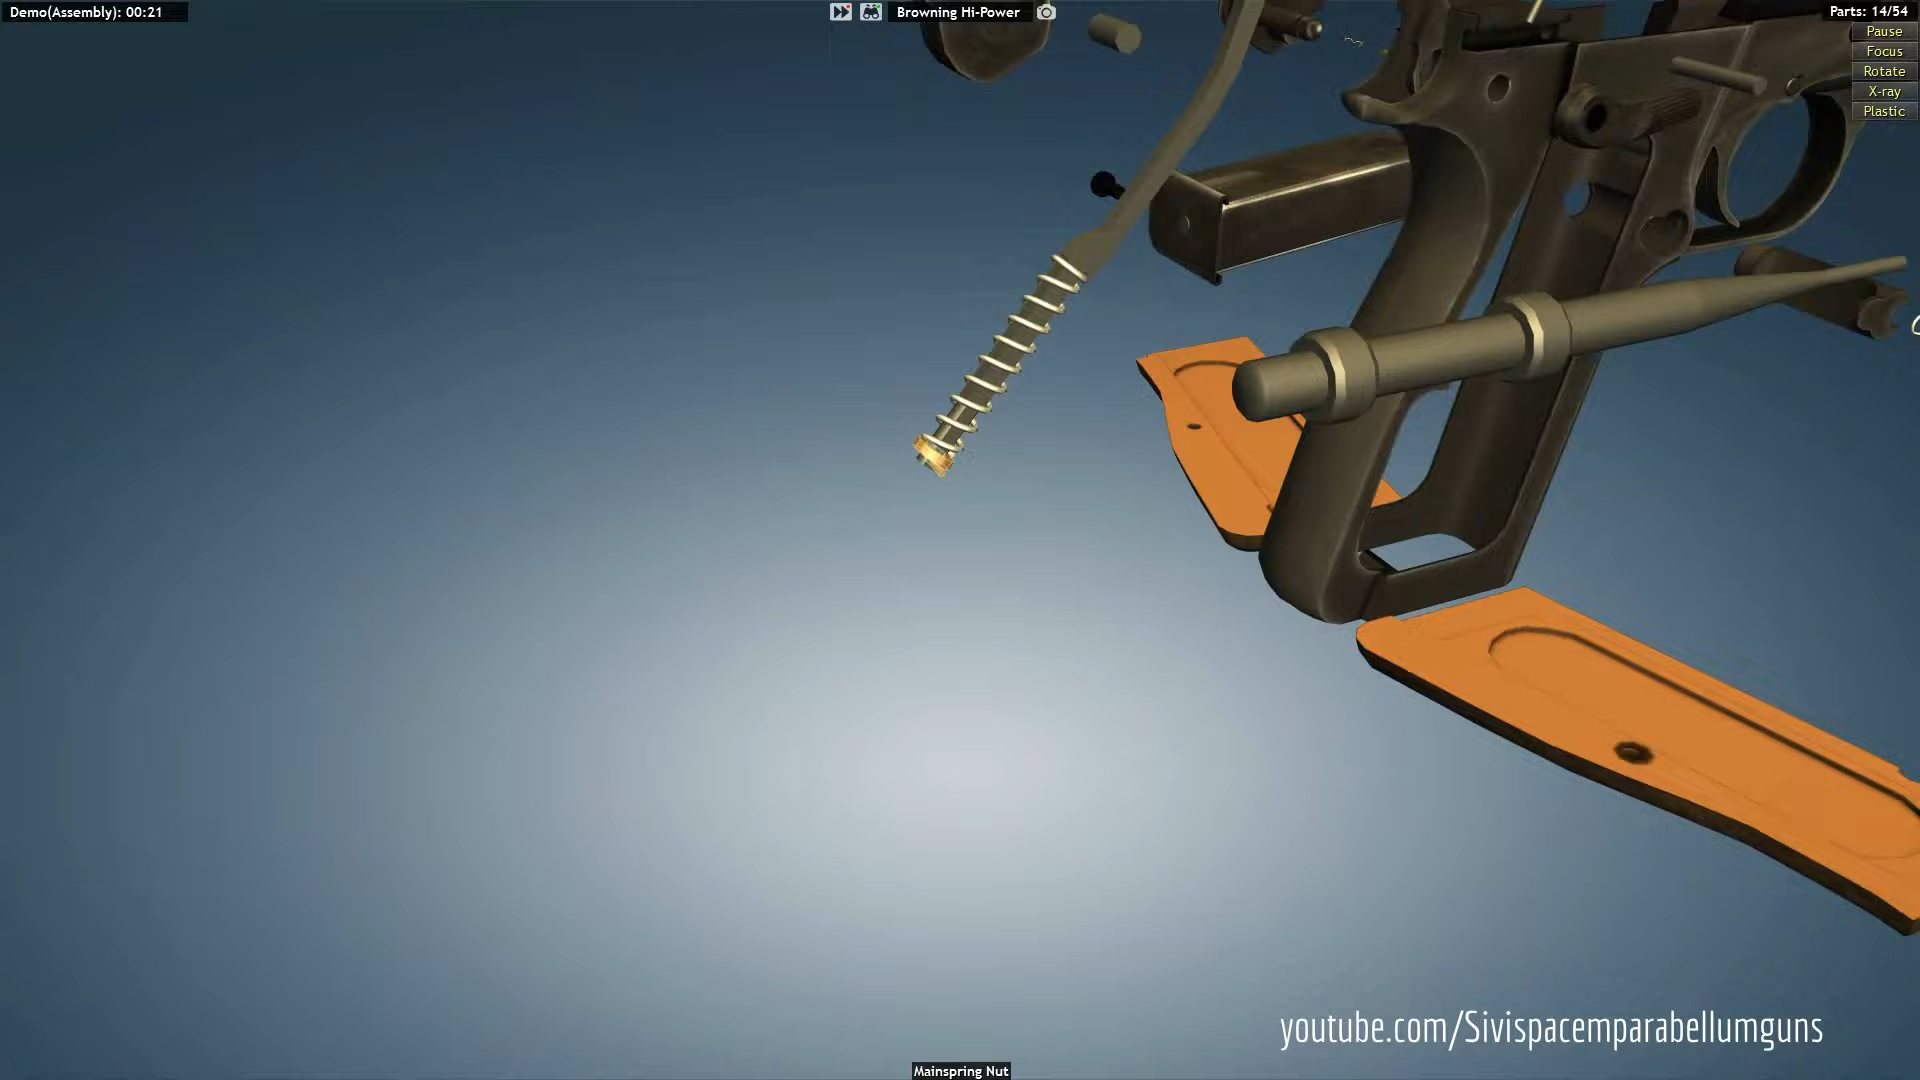 Demo(Assembly): 00:21
Browning Hi-Power
Parts: 14/54
Pause
Focus
Rotate
X-ray
Plastic
youtube.com/Sivispacemparabellumguns
Mainspring Nut